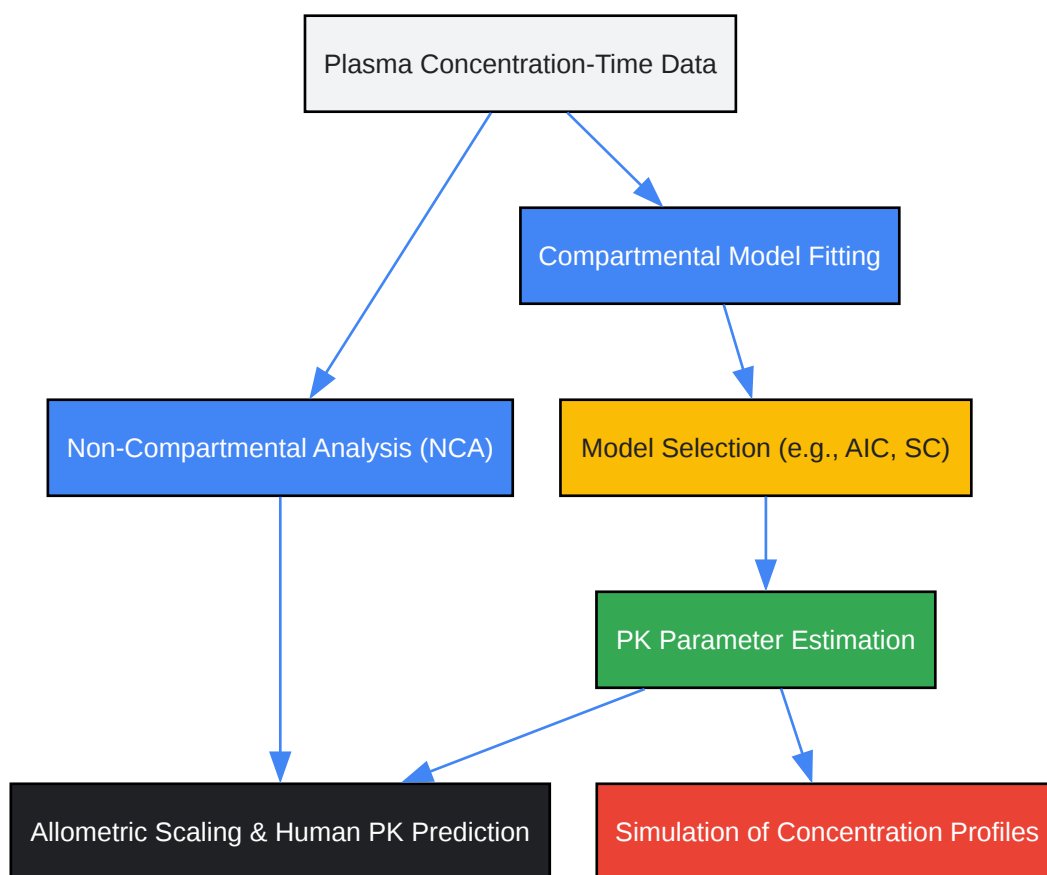 Plasma Concentration-Time Data
Compartmental Model Fitting
Non-Compartmental Analysis (NCA)
Model Selection (e.g., AIC, SC)
PK Parameter Estimation
Allometric Scaling & Human PK Prediction
Simulation of Concentration Profiles